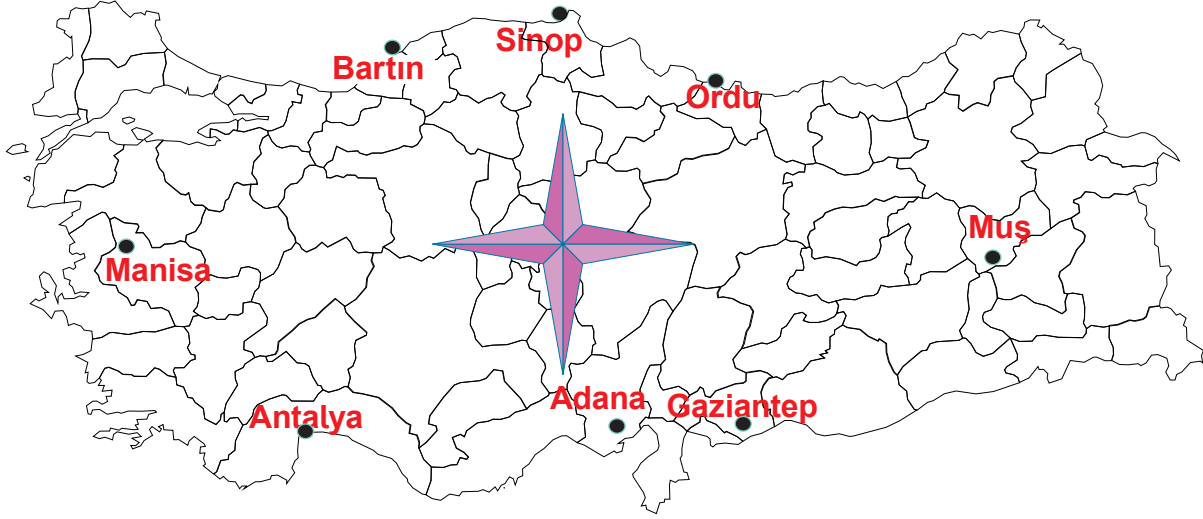 Sinop
Bartın
Ordu
Muş
Manisa
Adana
Gaziantep
Antalya